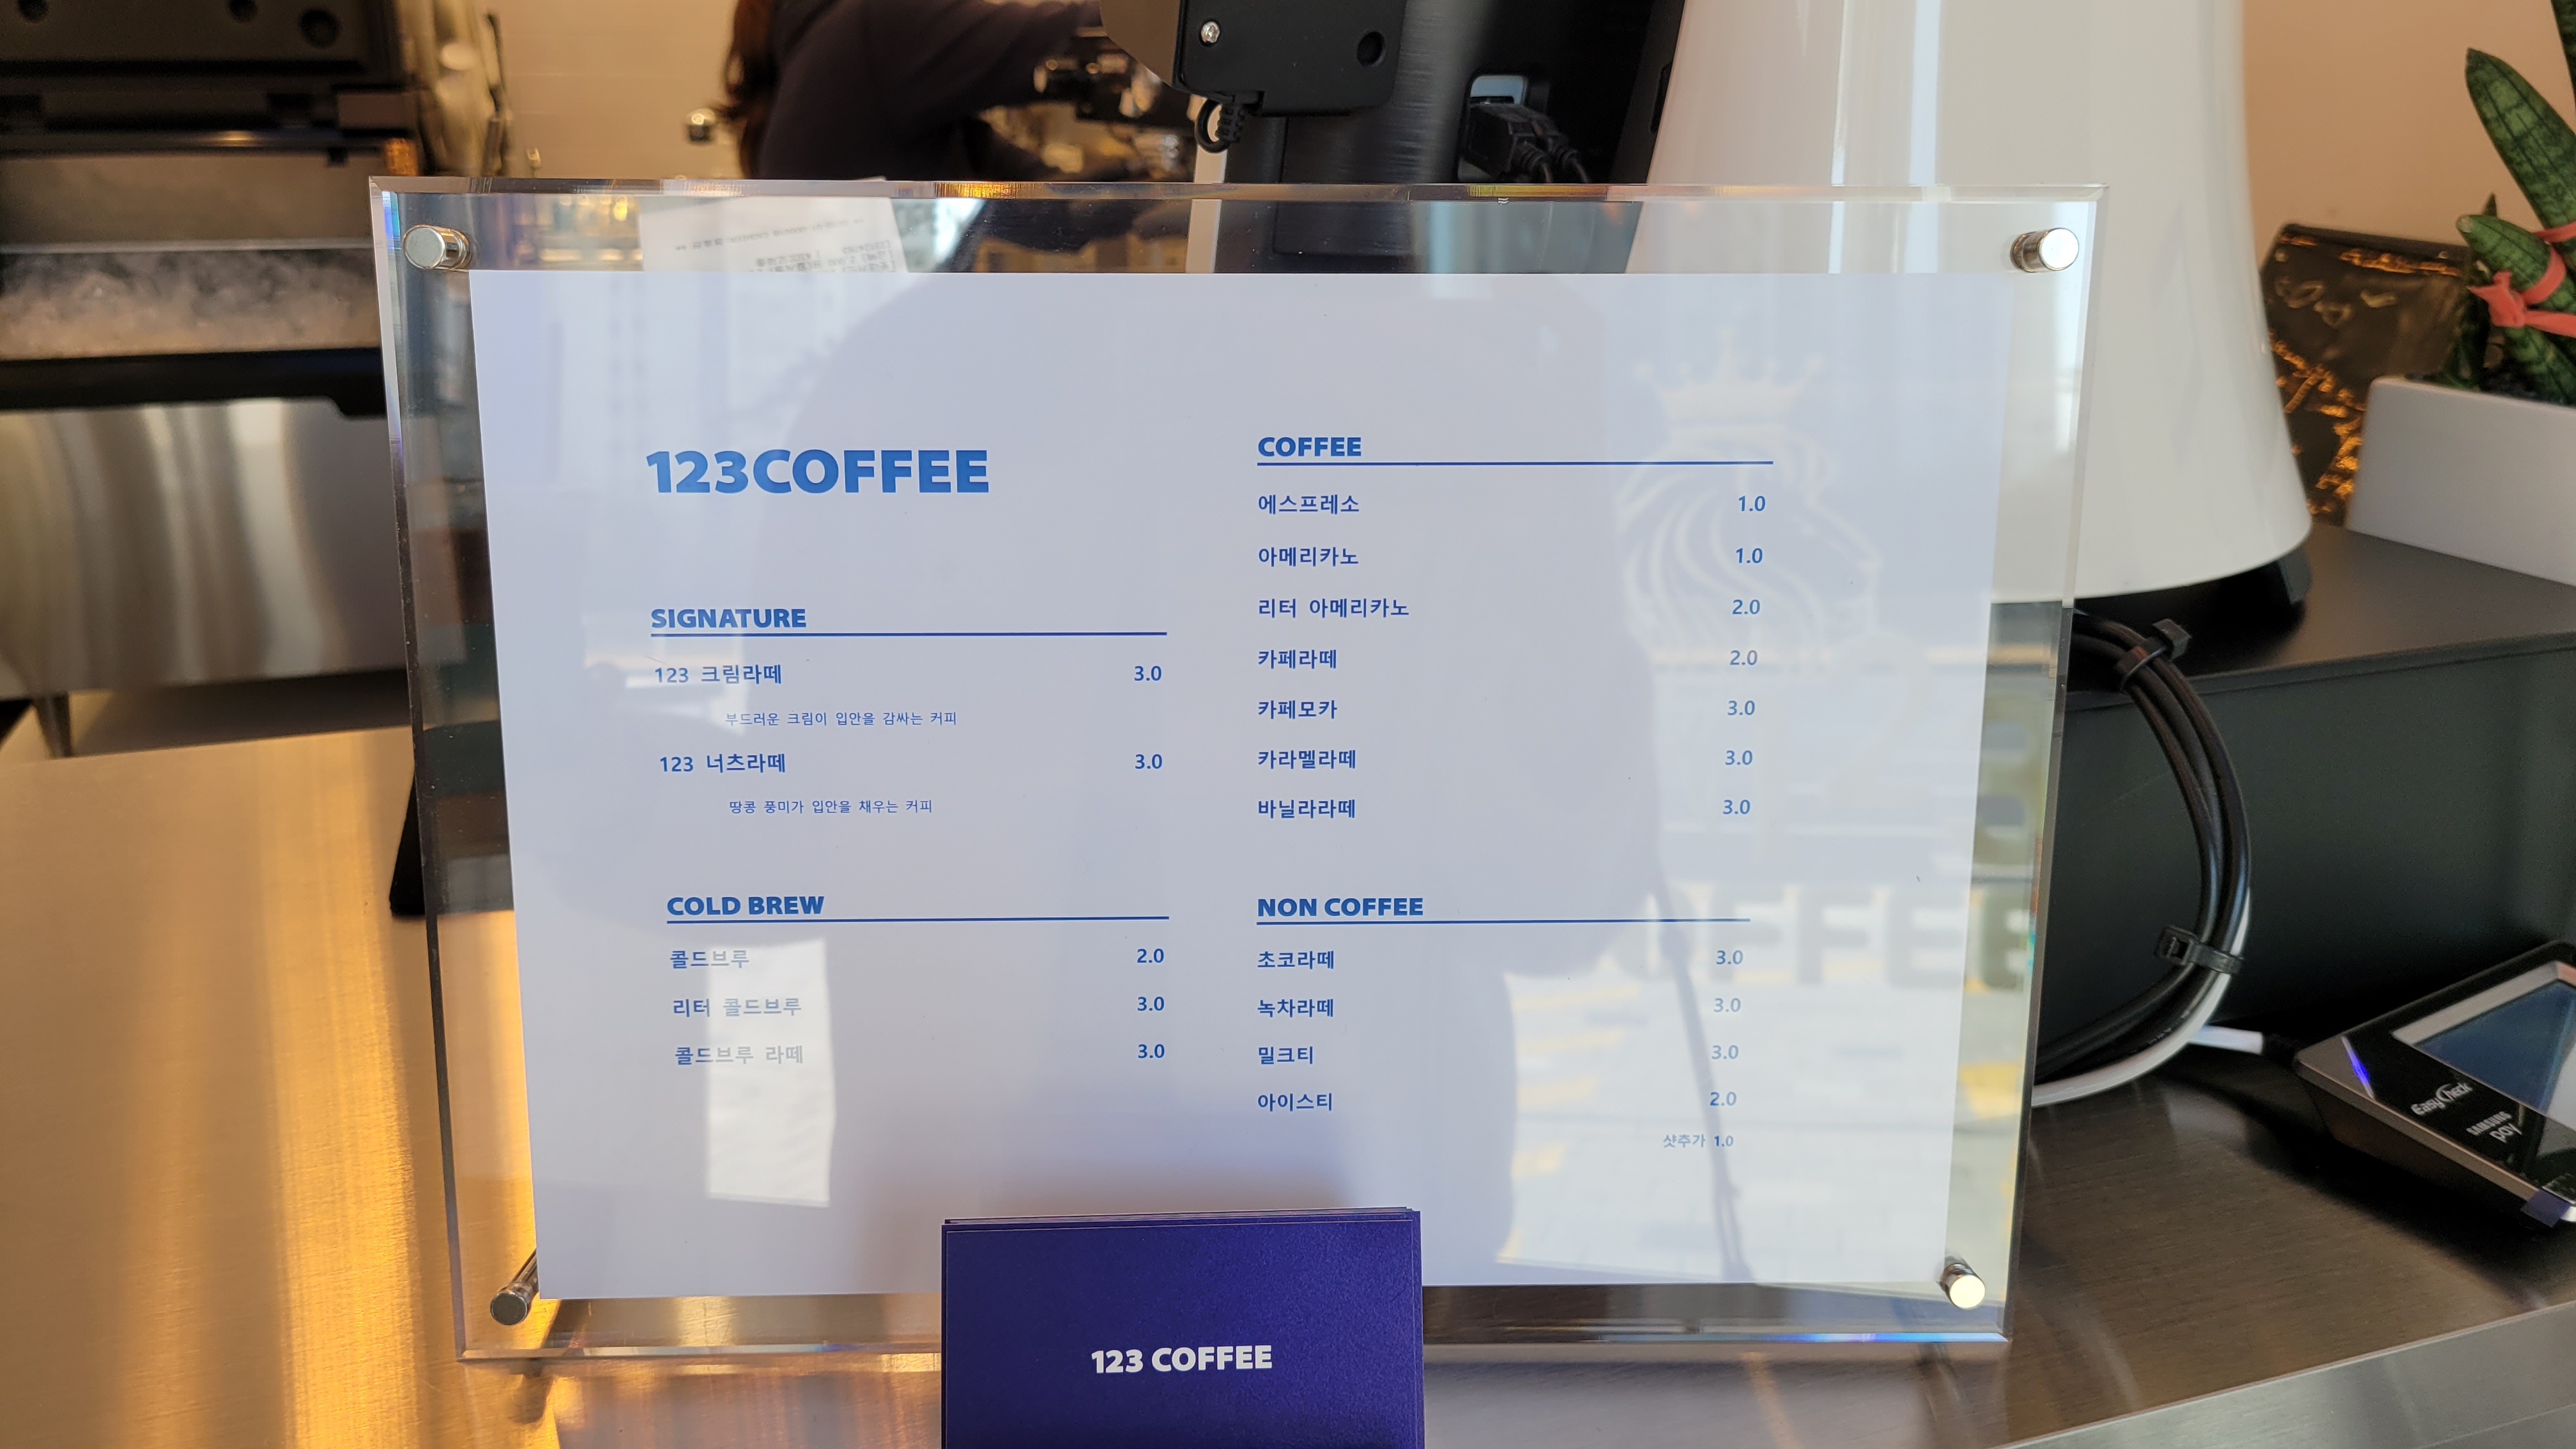 123COFFEE
SIGNATURE
123 크림라떼 3.0
부드러운 크림이 입안을 감싸는 커피
123 너츠라떼 3.0
땅콩 풍미가 입안을 채우는 커피
COLD BREW
콜드브루 2.0
리터 콜드브루 3.0
콜드브루 라떼 3.0
COFFEE
에스프레소 1.0
아메리카노 1.0
리터 아메리카노 2.0
카페라떼 2.0
카페모카 3.0
카라멜라떼 3.0
바닐라라떼 3.0
NON COFFEE
초코라떼 3.0
녹차라떼 3.0
밀크티 3.0
아이스티 2.0
샷추가 1.0
123 COFFEE
EasyCheck
SAMSUNG
pay